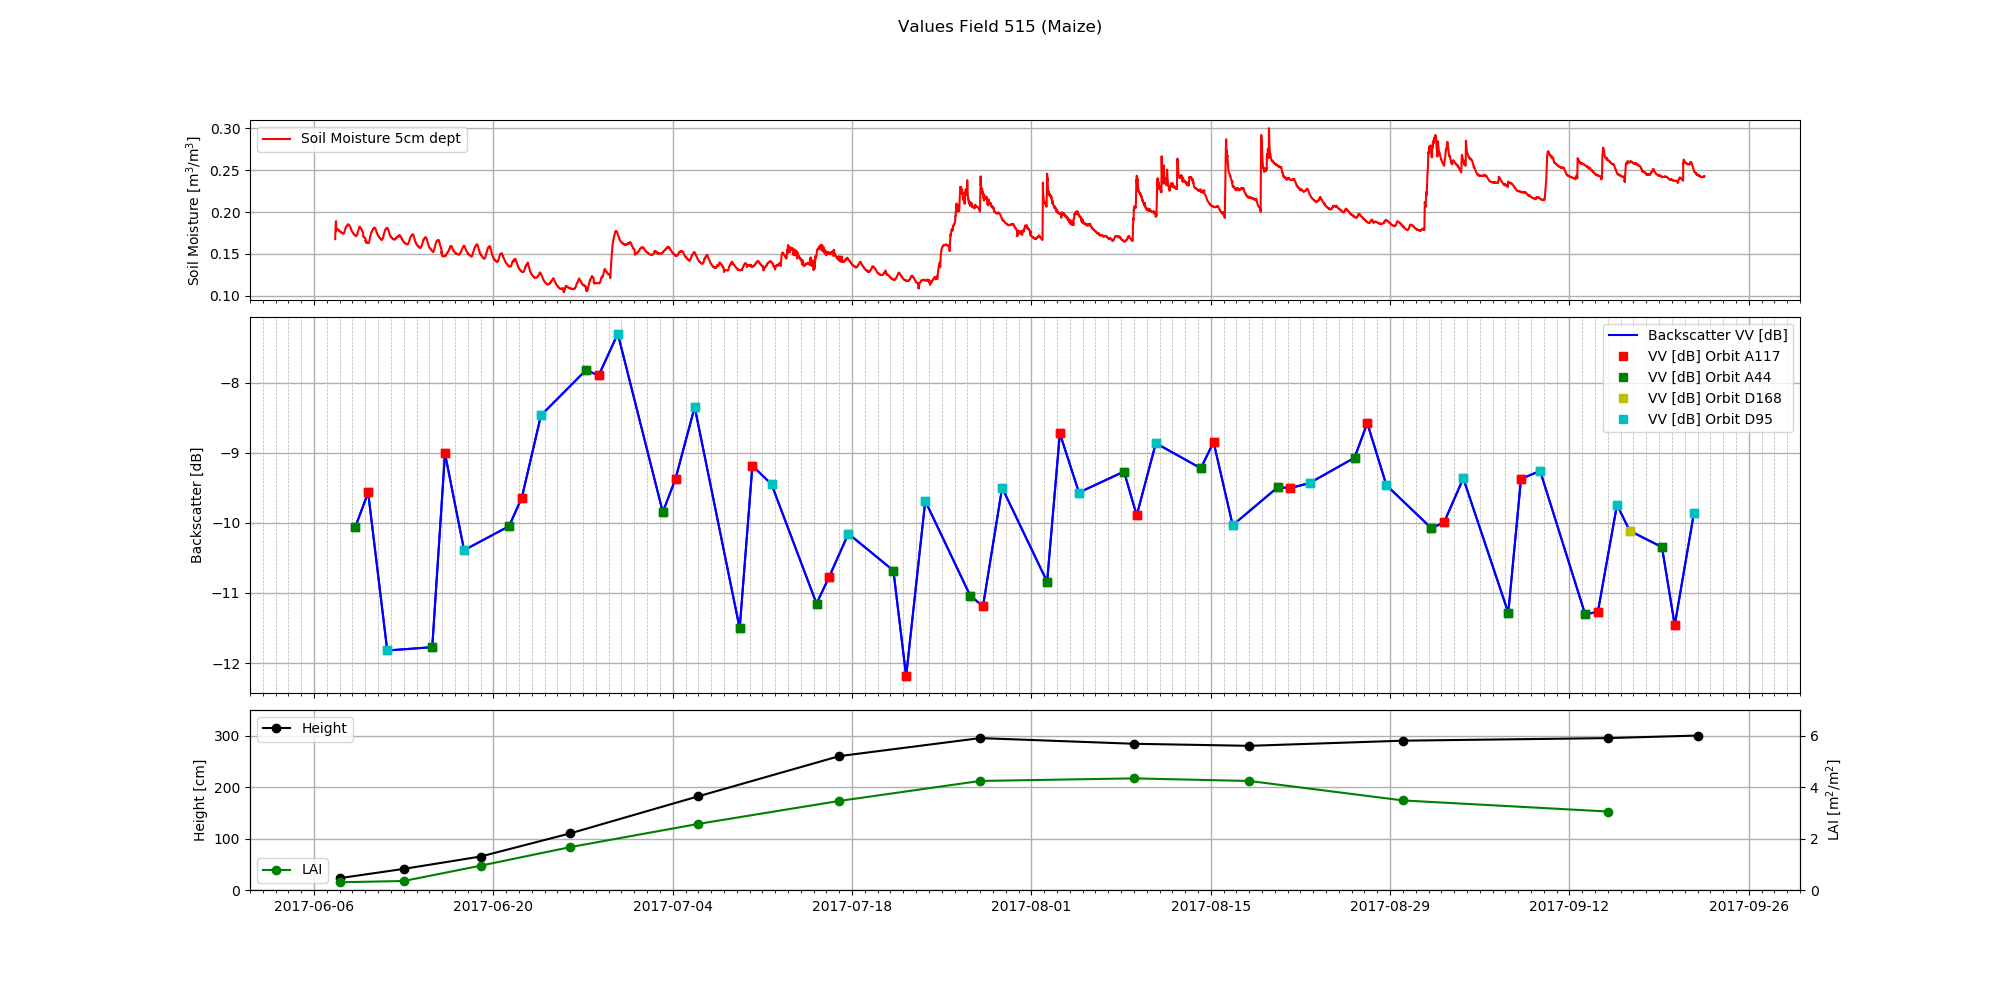 Values Field 515 (Maize)
Soil Moisture 5cm dept
Soil Moisture [m³/m³]
0.30
0.25
0.20
0.15
0.10
Backscatter VV [dB]
VV [dB] Orbit A117
VV [dB] Orbit A44
VV [dB] Orbit D168
VV [dB] Orbit D95
Backscatter [dB]
−8
−9
−10
−11
−12
Height
LAI
Height [cm]
300
200
100
0
LAI [m²/m²]
6
4
2
0
2017-06-06
2017-06-20
2017-07-04
2017-07-18
2017-08-01
2017-08-15
2017-08-29
2017-09-12
2017-09-26